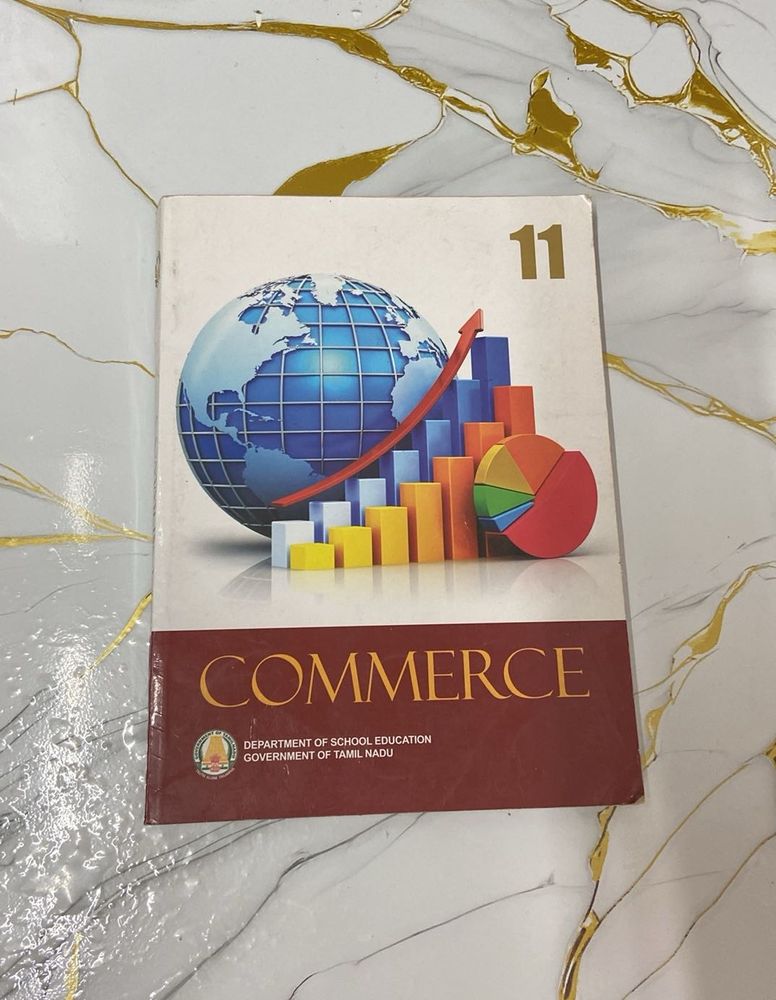 11
COMMERCE
DEPARTMENT OF SCHOOL EDUCATION
GOVERNMENT OF TAMIL NADU